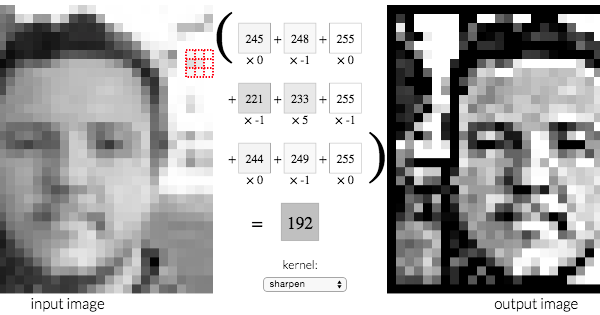 ( 245 + 248 + 255
× 0 × -1 × 0
+ 221 + 233 + 255
× -1 × 5 × -1
+ 244 + 249 + 255 )
× 0 × -1 × 0
= 192
kernel:
sharpen
input image output image